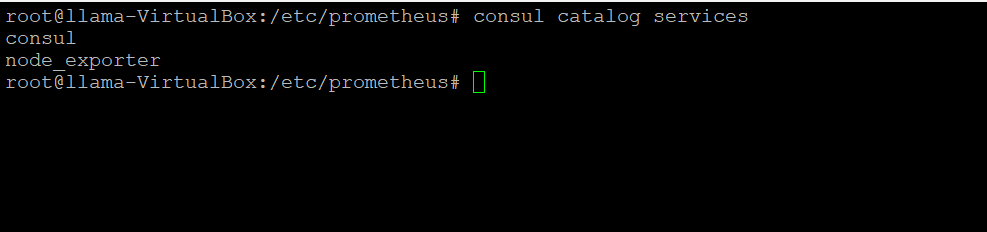 root@llama-VirtualBox:/etc/prometheus# consul catalog services
consul
node_exporter
root@llama-VirtualBox:/etc/prometheus#